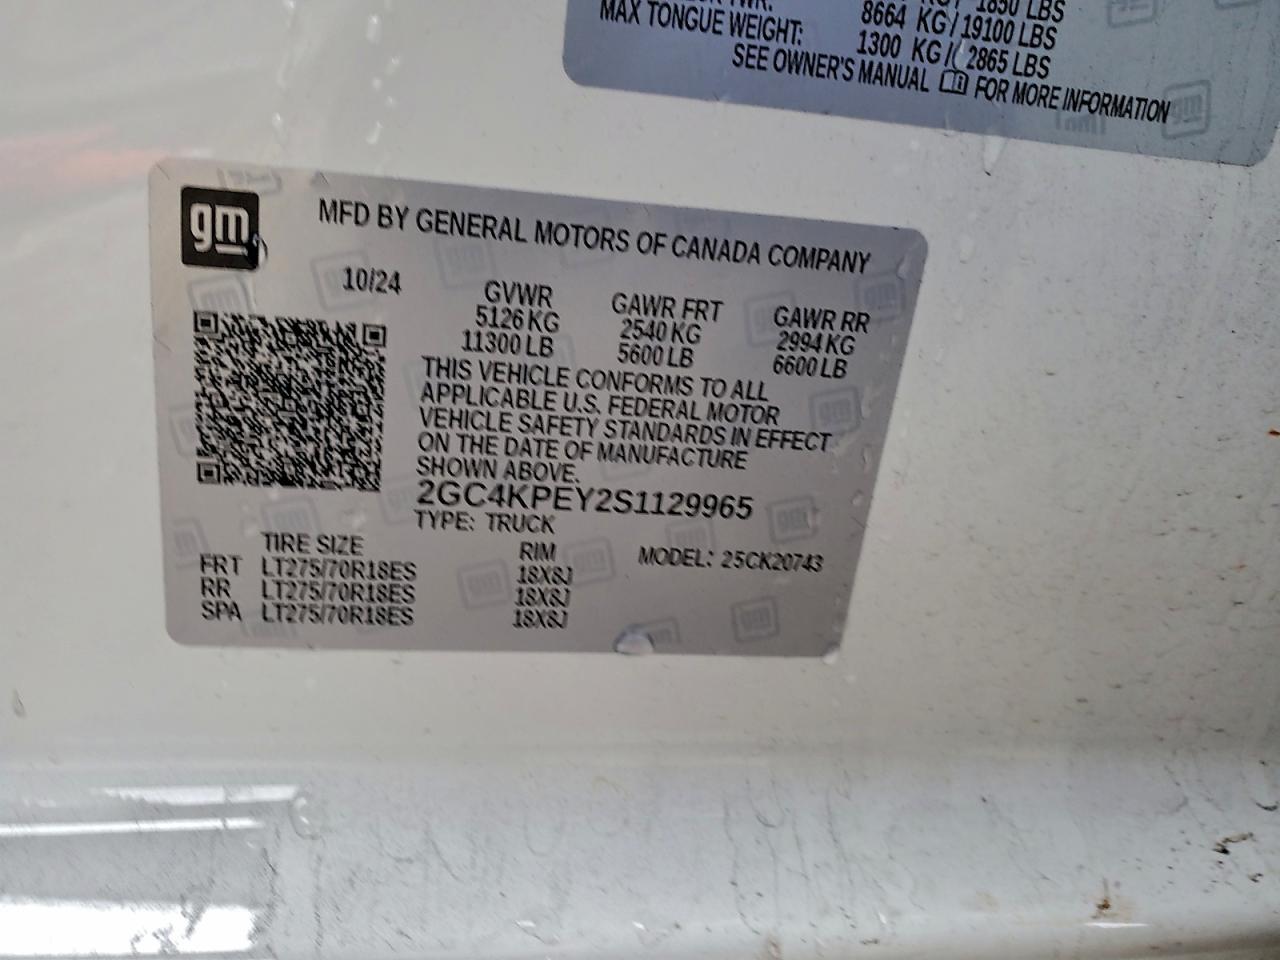 1850 LBS
8664 KG / 19100 LBS
MAX TONGUE WEIGHT: 1300 KG / 2865 LBS
SEE OWNER'S MANUAL FOR MORE INFORMATION
gm
MFD BY GENERAL MOTORS OF CANADA COMPANY
10/24 GVWR GAWR FRT GAWR RR
5126 KG 2540 KG 2994 KG
11300 LB 5600 LB 6600 LB
THIS VEHICLE CONFORMS TO ALL
APPLICABLE U.S. FEDERAL MOTOR
VEHICLE SAFETY STANDARDS IN EFFECT
ON THE DATE OF MANUFACTURE
SHOWN ABOVE.
2GC4KPEY2S1129965
TYPE: TRUCK
TIRE SIZE RIM MODEL: 25CK20743
FRT LT275/70R18ES 18X8J
RR LT275/70R18ES 18X8J
SPA LT275/70R18ES 18X8J